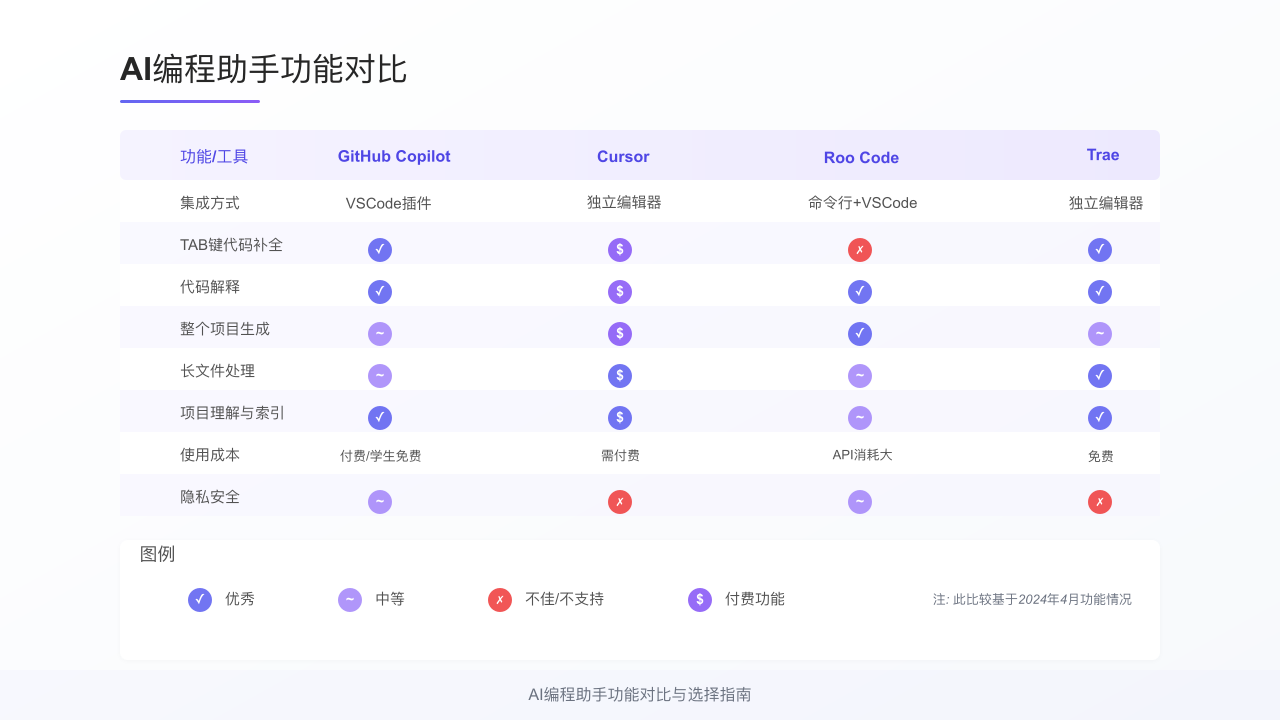 AI编程助手功能对比
功能/工具 GitHub Copilot Cursor Roo Code Trae
集成方式 VSCode插件 独立编辑器 命令行+VSCode 独立编辑器
TAB键代码补全 ✓ $ ✗ ✓
代码解释 ✓ $ ✓ ✓
整个项目生成 ~ $ ✓ ~
长文件处理 ~ $ ~ ✓
项目理解与索引 ✓ $ ~ ✓
使用成本 付费/学生免费 需付费 API消耗大 免费
隐私安全 ~ ✗ ~ ✗
图例
✓ 优秀 ~ 中等 ✗ 不佳/不支持 $ 付费功能 注: 此比较基于2024年4月功能情况
AI编程助手功能对比与选择指南